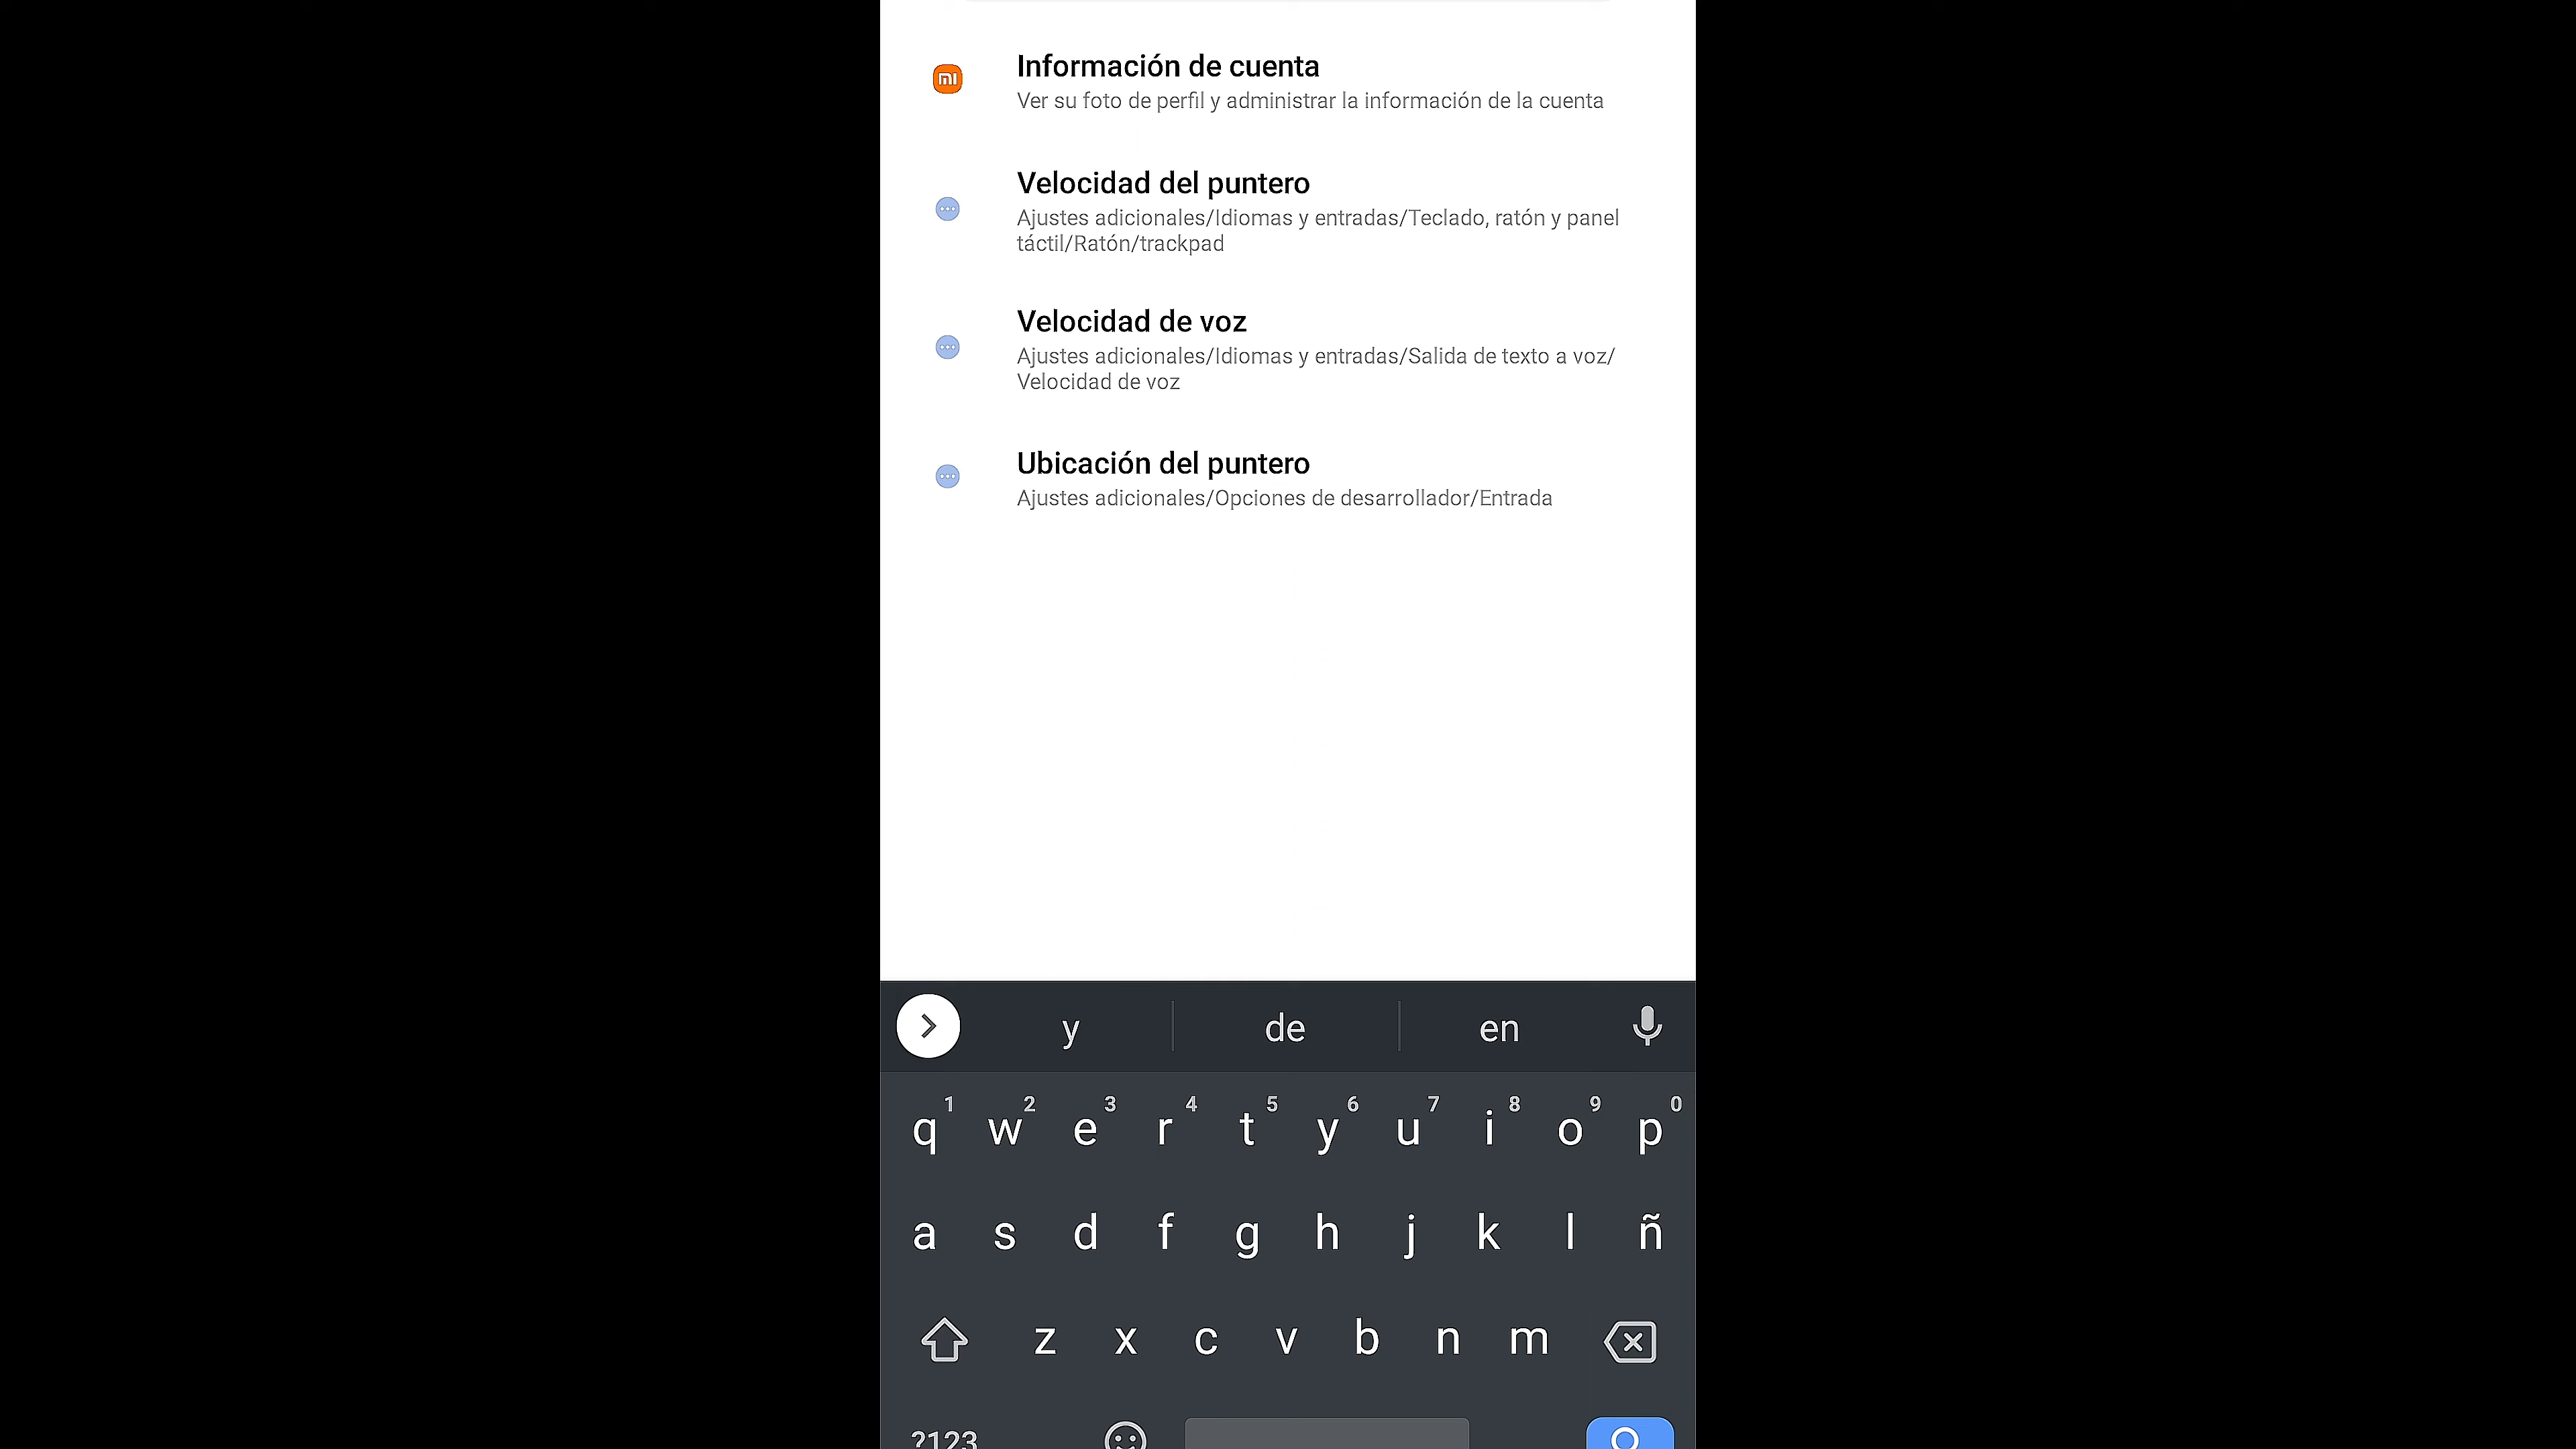 Información de cuenta
Ver su foto de perfil y administrar la información de la cuenta
Velocidad del puntero
Ajustes adicionales/Idiomas y entradas/Teclado, ratón y panel
táctil/Ratón/trackpad
Velocidad de voz
Ajustes adicionales/Idiomas y entradas/Salida de texto a voz/
Velocidad de voz
Ubicación del puntero
Ajustes adicionales/Opciones de desarrollador/Entrada
y de en
q 1 w 2 e 3 r 4 t 5 y 6 u 7 i 8 o 9 p 0
a s d f g h j k l ñ
z x c v b n m
?123